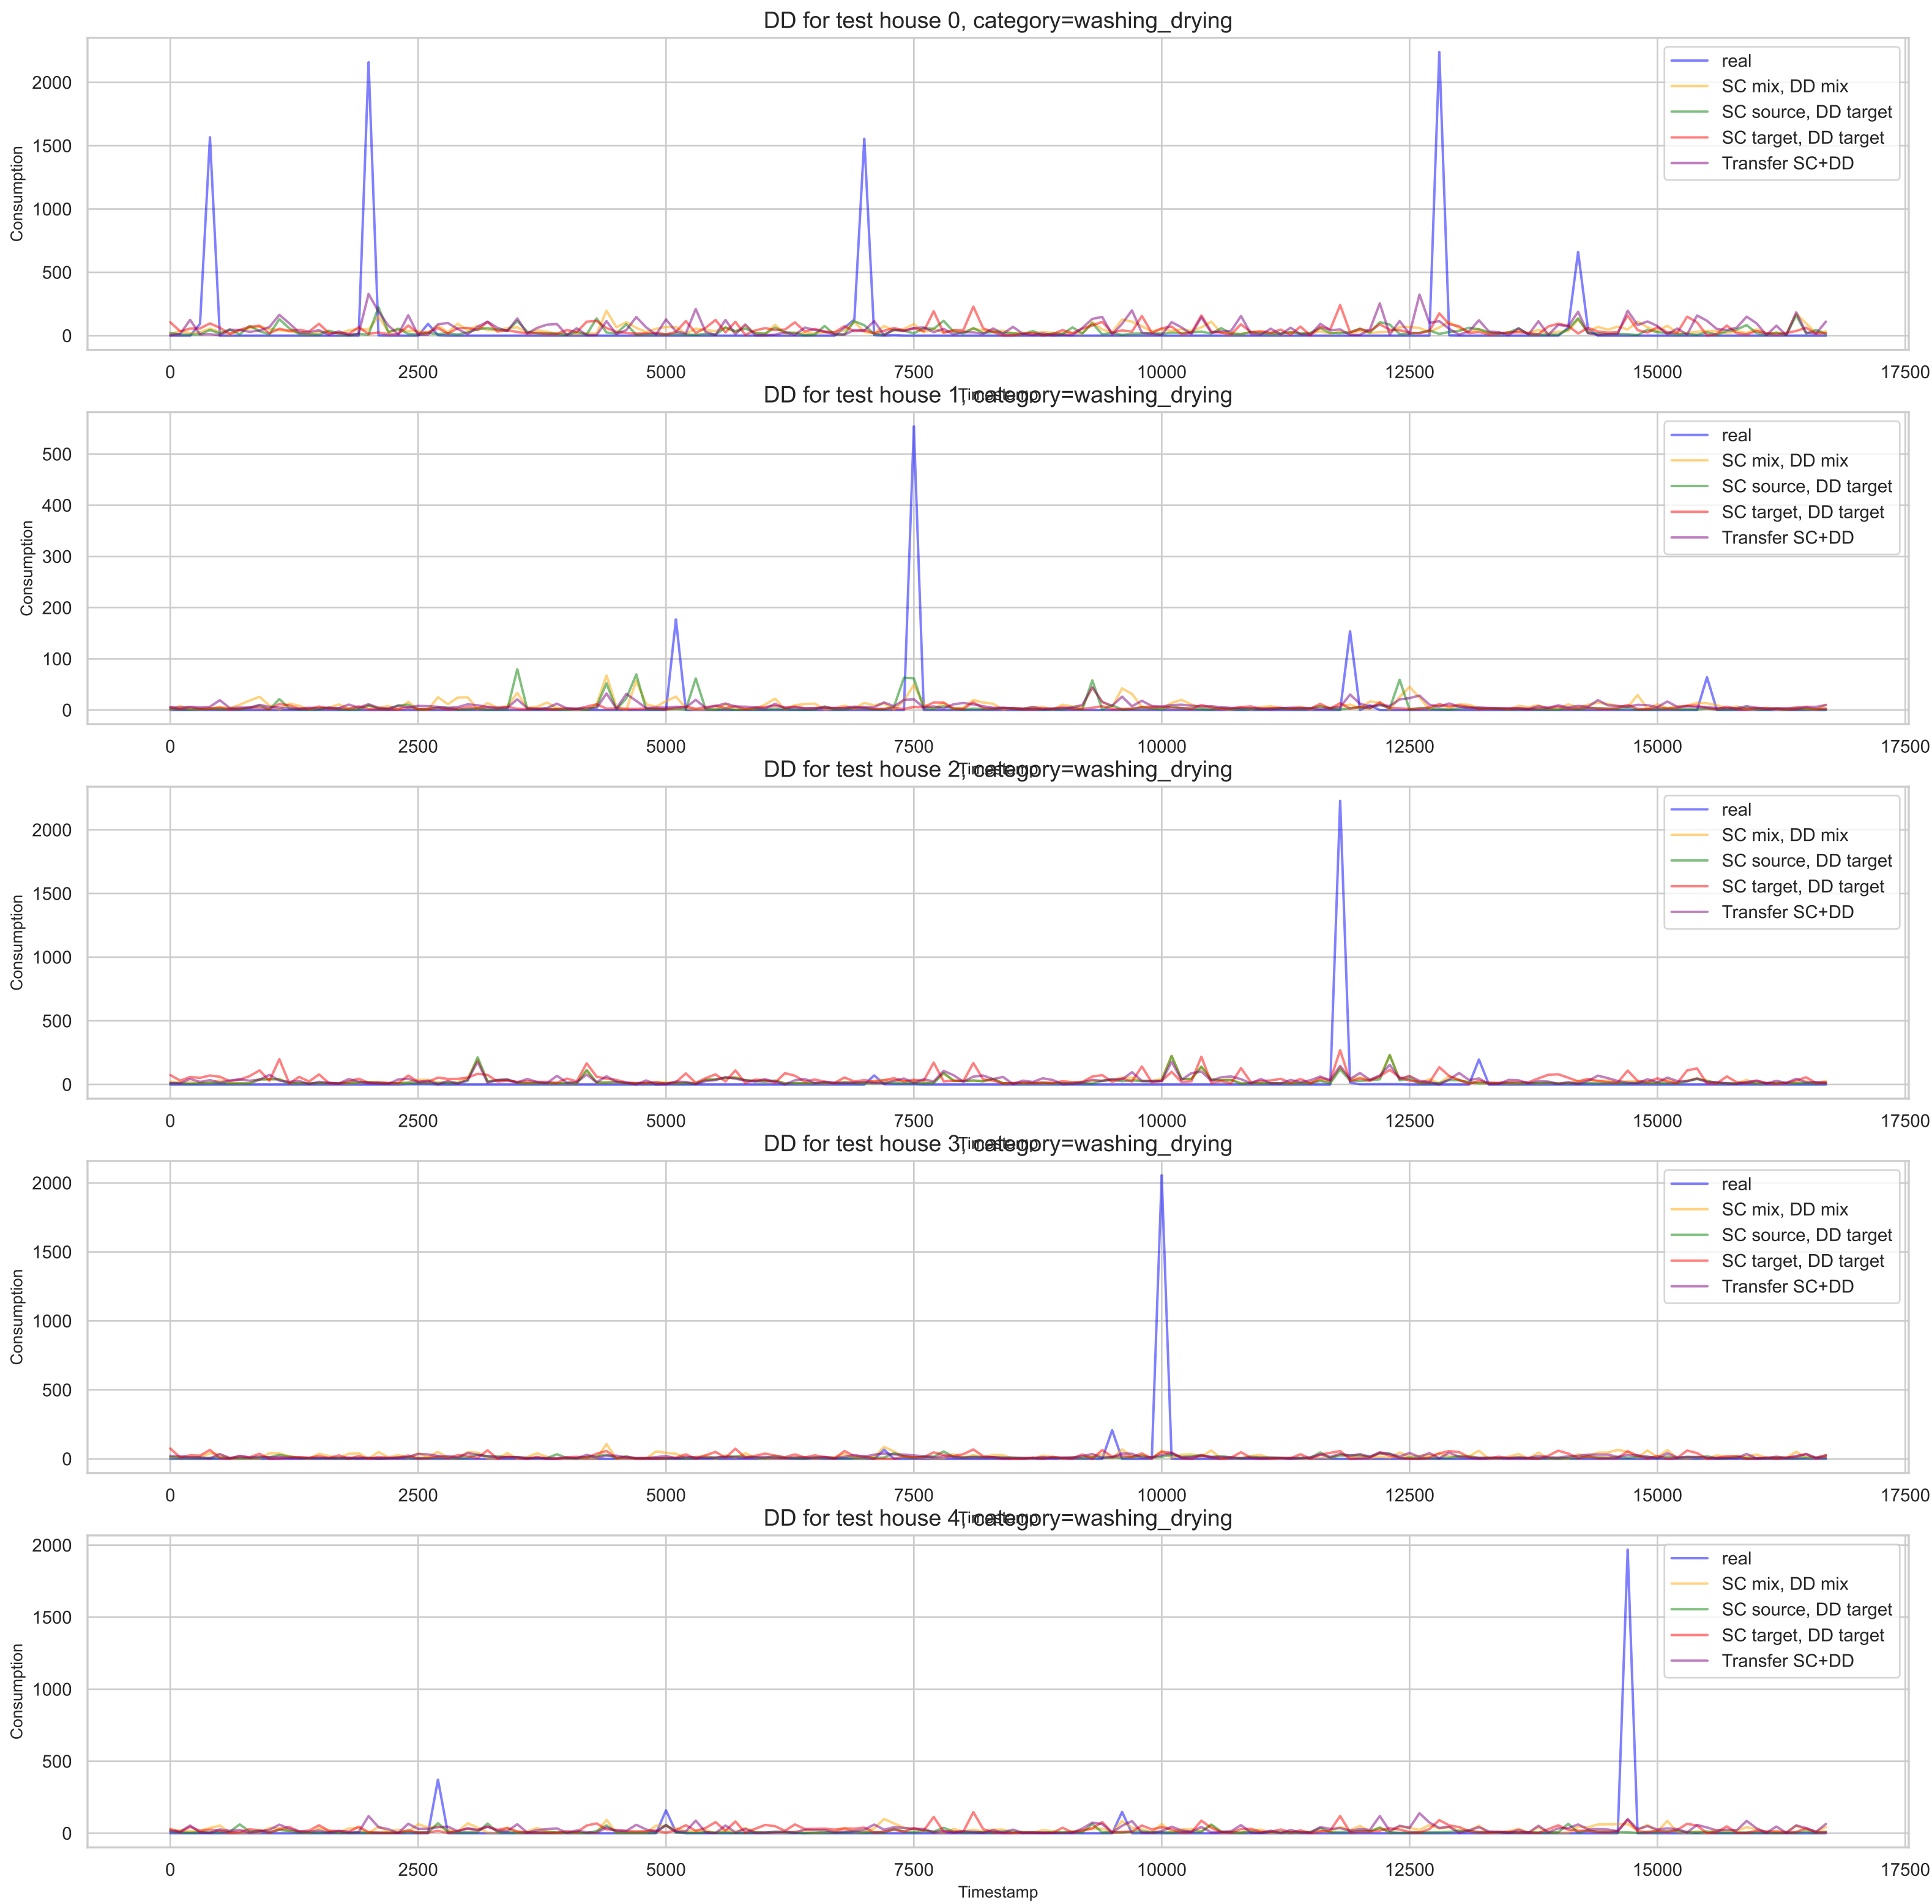 DD for test house 0, category=washing_drying
Consumption
2000
1500
1000
500
0
real
SC mix, DD mix
SC source, DD target
SC target, DD target
Transfer SC+DD
0 2500 5000 7500 10000 12500 15000 17500
Timestamp
DD for test house 1, category=washing_drying
Consumption
500
400
300
200
100
0
real
SC mix, DD mix
SC source, DD target
SC target, DD target
Transfer SC+DD
0 2500 5000 7500 10000 12500 15000 17500
Timestamp
DD for test house 2, category=washing_drying
Consumption
2000
1500
1000
500
0
real
SC mix, DD mix
SC source, DD target
SC target, DD target
Transfer SC+DD
0 2500 5000 7500 10000 12500 15000 17500
Timestamp
DD for test house 3, category=washing_drying
Consumption
2000
1500
1000
500
0
real
SC mix, DD mix
SC source, DD target
SC target, DD target
Transfer SC+DD
0 2500 5000 7500 10000 12500 15000 17500
Timestamp
DD for test house 4, category=washing_drying
Consumption
2000
1500
1000
500
0
real
SC mix, DD mix
SC source, DD target
SC target, DD target
Transfer SC+DD
0 2500 5000 7500 10000 12500 15000 17500
Timestamp